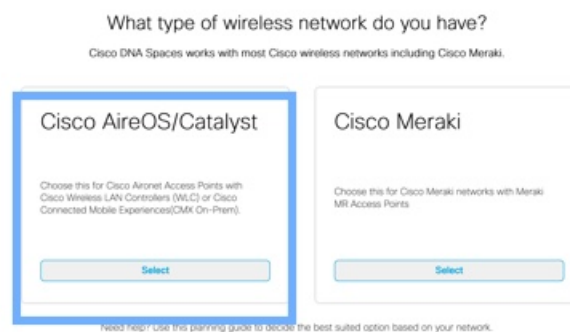 What type of wireless network do you have?
Cisco DNA Spaces works with most Cisco wireless networks including Cisco Meraki.
Cisco AireOS/Catalyst
Choose this for Cisco Aironet Access Points with
Cisco Wireless LAN Controllers (WLC) or Cisco
Connected Mobile Experiences(CMX On-Prem).
Select
Cisco Meraki
Choose this for Cisco Meraki networks with Meraki
MR Access Points
Select
Need help? Use this planning guide to decide the best suited option based on your network.